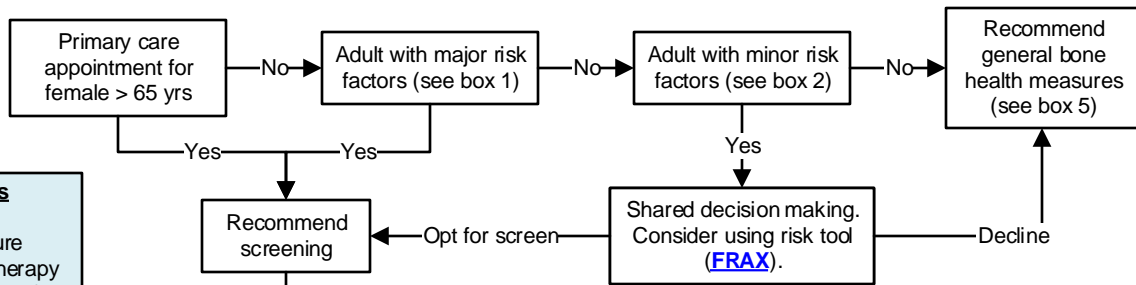 Primary care
appointment for
female > 65 yrs
No
Adult with major risk
factors (see box 1)
No
Adult with minor risk
factors (see box 2)
No
Recommend
general bone
health measures
(see box 5)
Yes
Yes
Yes
Recommend
screening
Opt for screen
Shared decision making.
Consider using risk tool
(FRAX).
Decline